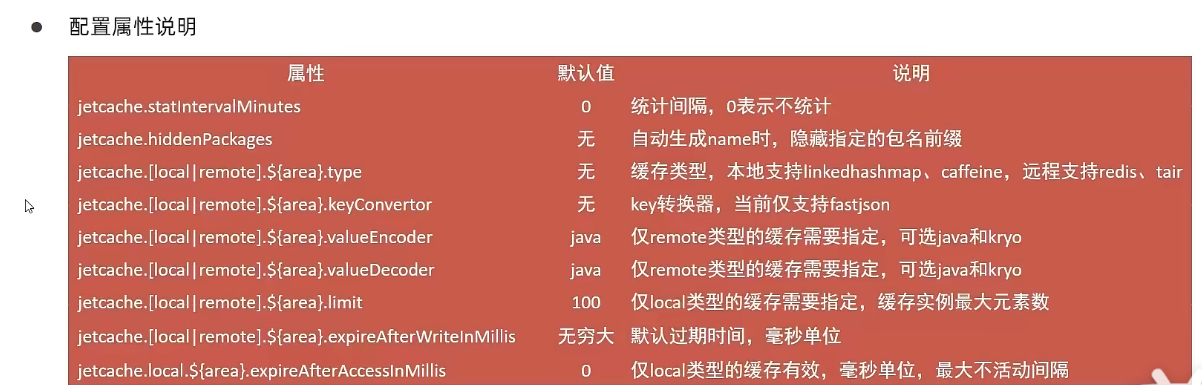 ● 配置属性说明
属性 默认值 说明
jetcache.statIntervalMinutes 0 统计间隔，0表示不统计
jetcache.hiddenPackages 无 自动生成name时，隐藏指定的包名前缀
jetcache.[local|remote].${area}.type 无 缓存类型，本地支持linkedhashmap、caffeine，远程支持redis、tair
jetcache.[local|remote].${area}.keyConvertor 无 key转换器，当前仅支持fastjson
jetcache.[local|remote].${area}.valueEncoder java 仅remote类型的缓存需要指定，可选java和kryo
jetcache.[local|remote].${area}.valueDecoder java 仅remote类型的缓存需要指定，可选java和kryo
jetcache.[local|remote].${area}.limit 100 仅local类型的缓存需要指定，缓存实例最大元素数
jetcache.[local|remote].${area}.expireAfterWriteInMillis 无穷大 默认过期时间，毫秒单位
jetcache.local.${area}.expireAfterAccessInMillis 0 仅local类型的缓存有效，毫秒单位，最大不活动间隔